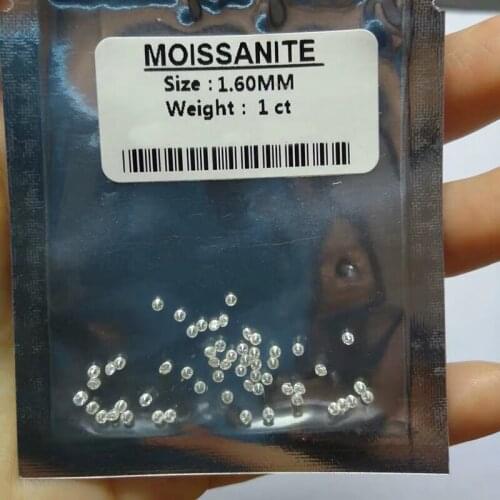 MOISSANITE
Size : 1.60MM
Weight : 1 ct